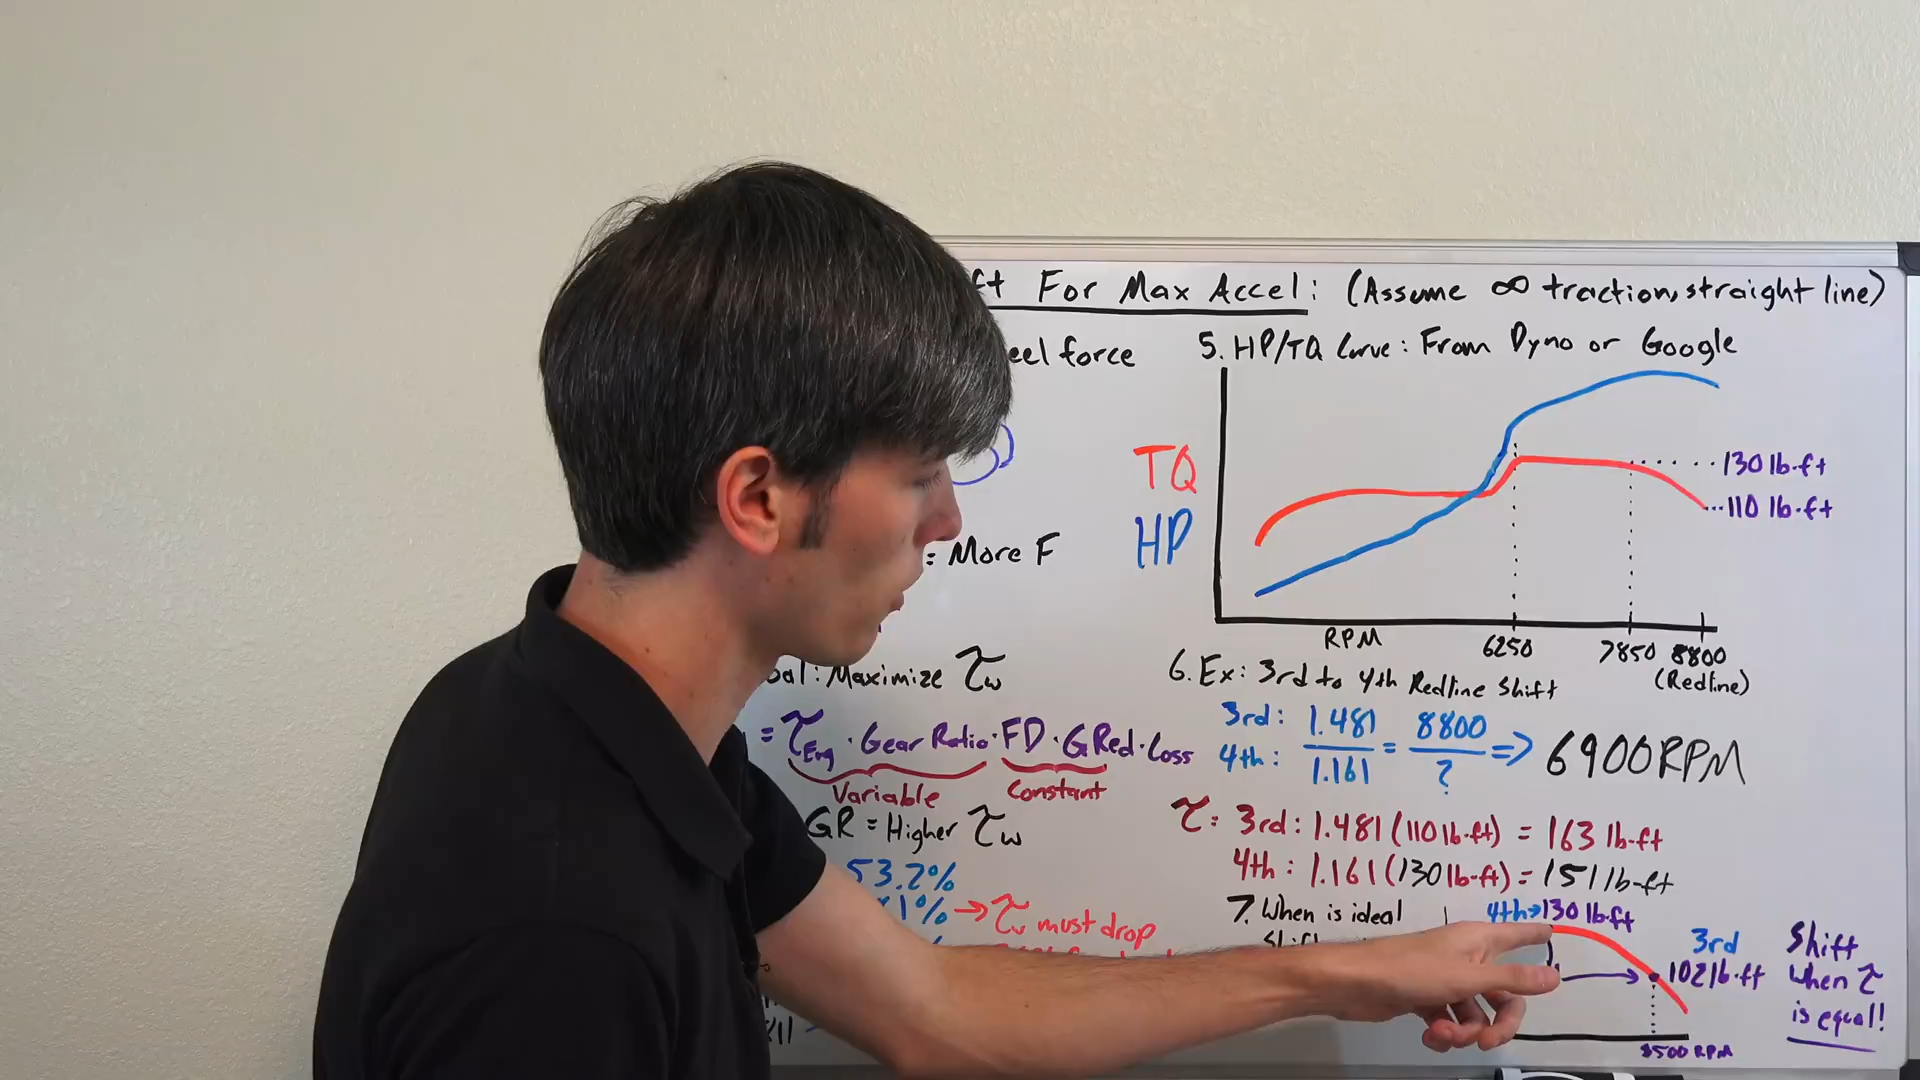 For Max Accel: (Assume ∞ traction, straight line)
force
= More F
: Maximize τw
= τEng · Gear Ratio · FD · GRed · Loss
Variable
Constant
GR = Higher τw
53.2%
1% → τw must drop
5. HP/TQ Curve: From Dyno or Google
TQ
HP
130 lb·ft
110 lb·ft
RPM
6250
7850
8800
(Redline)
6. Ex: 3rd to 4th Redline Shift
3rd: 1.481 = 8800 => 6900 RPM
4th: 1.161 ?
τ: 3rd: 1.481 (110 lb·ft) = 163 lb-ft
4th: 1.161 (130 lb-ft) = 151 lb-ft
7. When is ideal
4th → 130 lb·ft
3rd
102 lb·ft
8500 RPM
Shift
when τ
is equal!